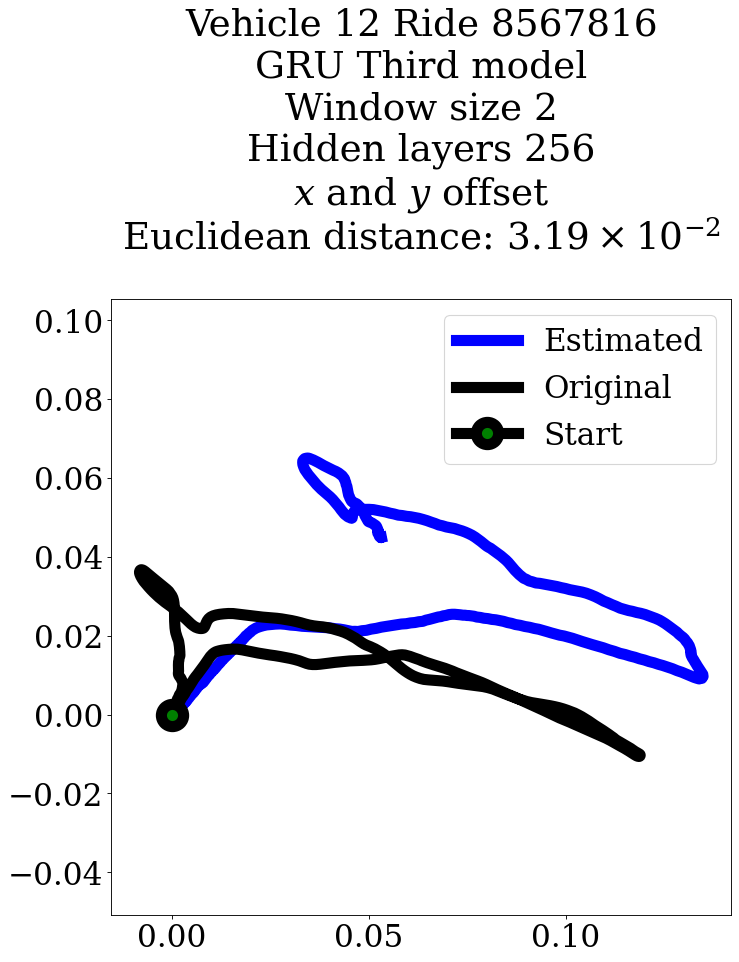 Vehicle 12 Ride 8567816
GRU Third model
Window size 2
Hidden layers 256
x and y offset
Euclidean distance: 3.19 × 10⁻²
Estimated
Original
Start
0.10
0.08
0.06
0.04
0.02
0.00
−0.02
−0.04
0.00 0.05 0.10